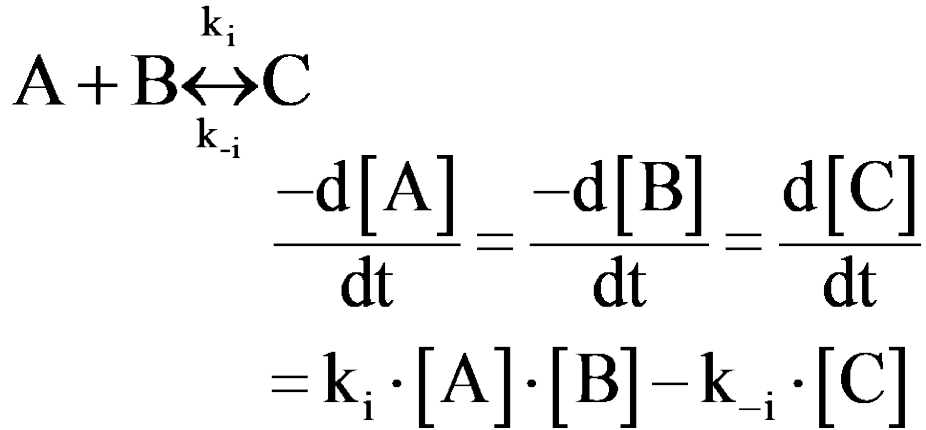 k_i
A + B ⟷ C
k_-i
-d[A]/dt = -d[B]/dt = d[C]/dt
= k_i · [A] · [B] − k_−i · [C]